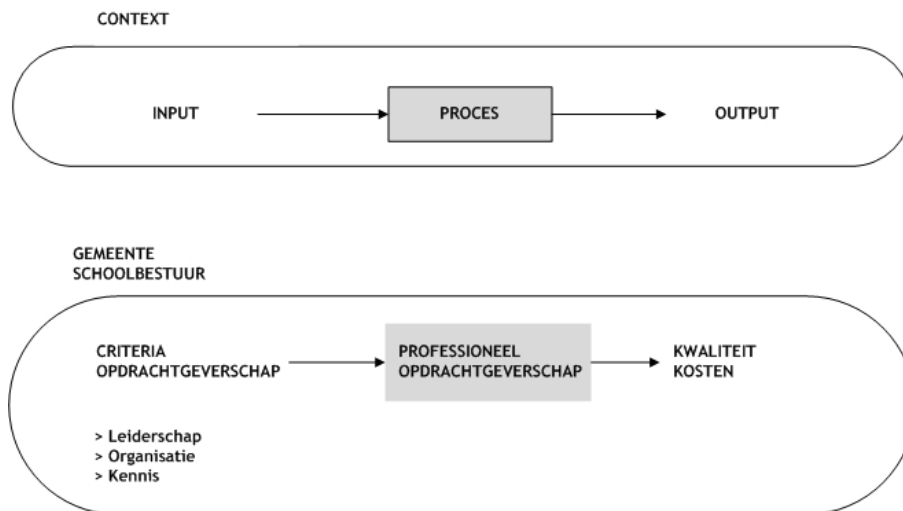 CONTEXT
INPUT
PROCES
OUTPUT
GEMEENTE
SCHOOLBESTUUR
CRITERIA
OPDRACHTGEVERSCHAP
PROFESSIONEEL
OPDRACHTGEVERSCHAP
KWALITEIT
KOSTEN
> Leiderschap
> Organisatie
> Kennis